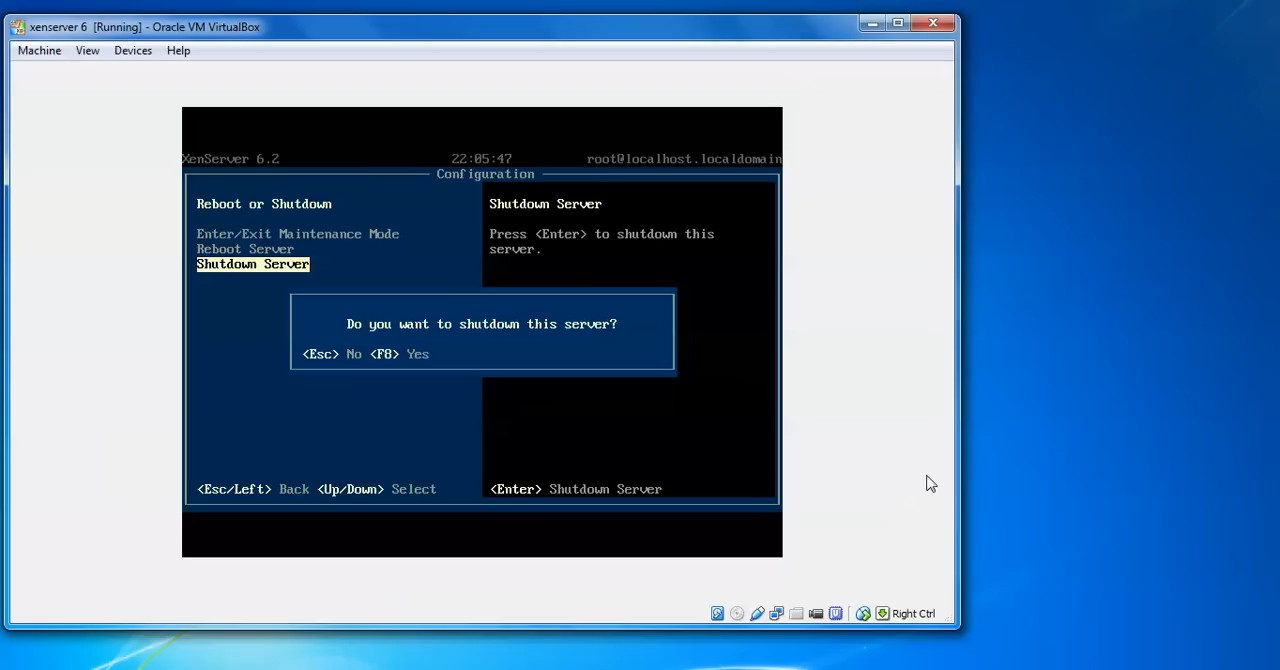 xenserver 6 [Running] - Oracle VM VirtualBox
Machine View Devices Help
XenServer 6.2 22:05:47 root@localhost.localdomain
Configuration
Reboot or Shutdown
Enter/Exit Maintenance Mode
Reboot Server
Shutdown Server
Shutdown Server
Press <Enter> to shutdown this
server.
Do you want to shutdown this server?
<Esc> No <F8> Yes
<Esc/Left> Back <Up/Down> Select
<Enter> Shutdown Server
Right Ctrl